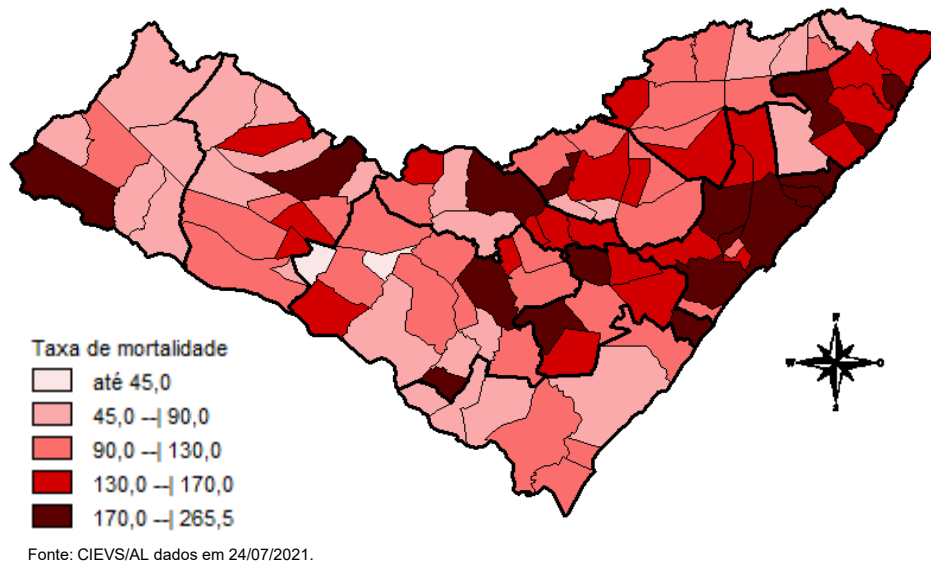 Taxa de mortalidade
até 45,0
45,0 --| 90,0
90,0 --| 130,0
130,0 --| 170,0
170,0 --| 265,5
Fonte: CIEVS/AL dados em 24/07/2021.
W
S